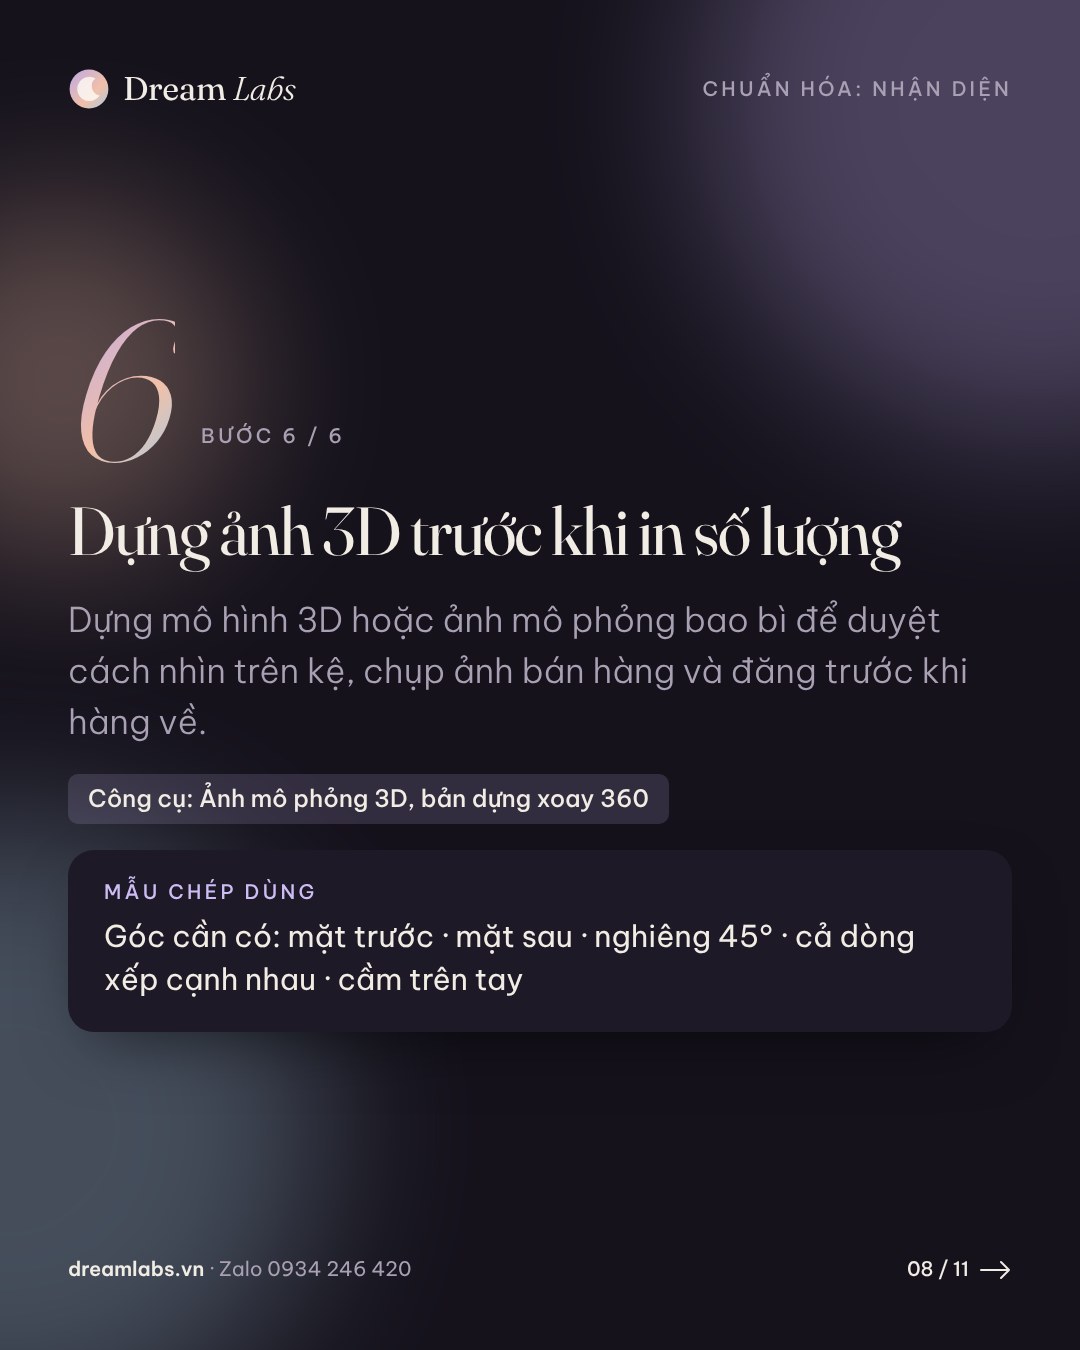 Dream Labs
CHUẨN HÓA: NHẬN DIỆN
6
BƯỚC 6 / 6
Dựng ảnh 3D trước khi in số lượng
Dựng mô hình 3D hoặc ảnh mô phỏng bao bì để duyệt
cách nhìn trên kệ, chụp ảnh bán hàng và đăng trước khi
hàng về.
Công cụ: Ảnh mô phỏng 3D, bản dựng xoay 360
MẪU CHÉP DÙNG
Góc cần có: mặt trước · mặt sau · nghiêng 45° · cả dòng
xếp cạnh nhau · cầm trên tay
dreamlabs.vn · Zalo 0934 246 420
08 / 11 →